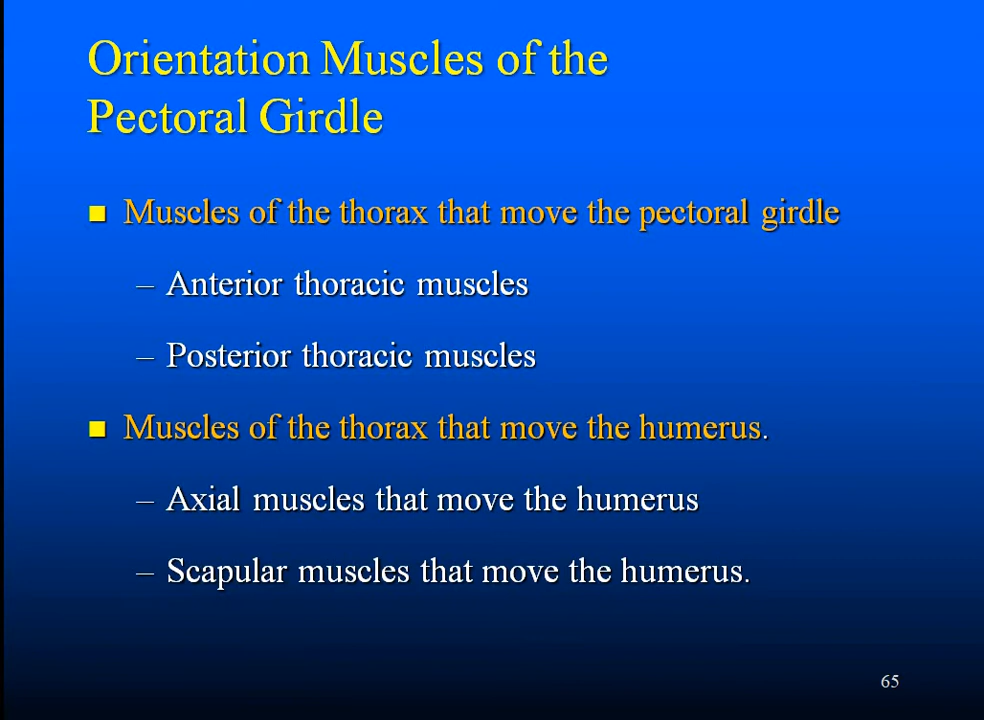 Orientation Muscles of the
Pectoral Girdle
Muscles of the thorax that move the pectoral girdle
– Anterior thoracic muscles
– Posterior thoracic muscles
Muscles of the thorax that move the humerus.
– Axial muscles that move the humerus
– Scapular muscles that move the humerus.
65